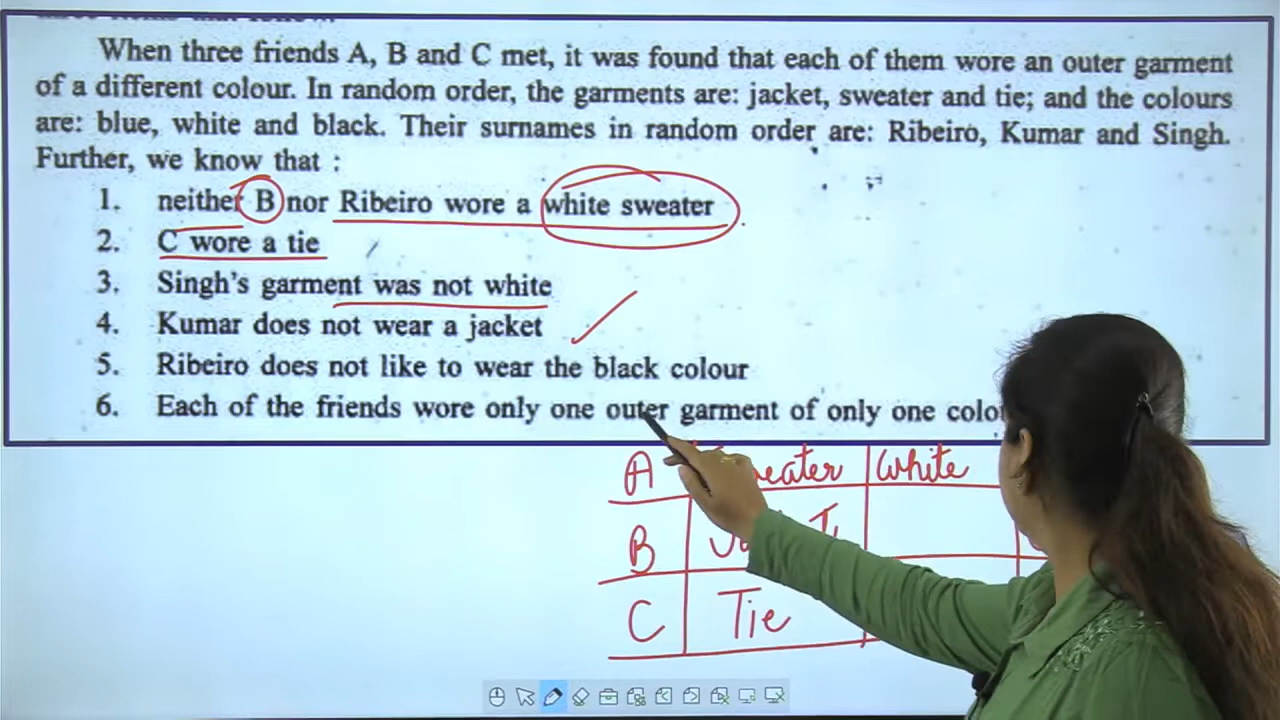 When three friends A, B and C met, it was found that each of them wore an outer garment
of a different colour. In random order, the garments are: jacket, sweater and tie; and the colours
are: blue, white and black. Their surnames in random order are: Ribeiro, Kumar and Singh.
Further, we know that :
1. neither B nor Ribeiro wore a white sweater
2. C wore a tie
3. Singh's garment was not white
4. Kumar does not wear a jacket
5. Ribeiro does not like to wear the black colour
6. Each of the friends wore only one outer garment of only one
A White
B
C Tie